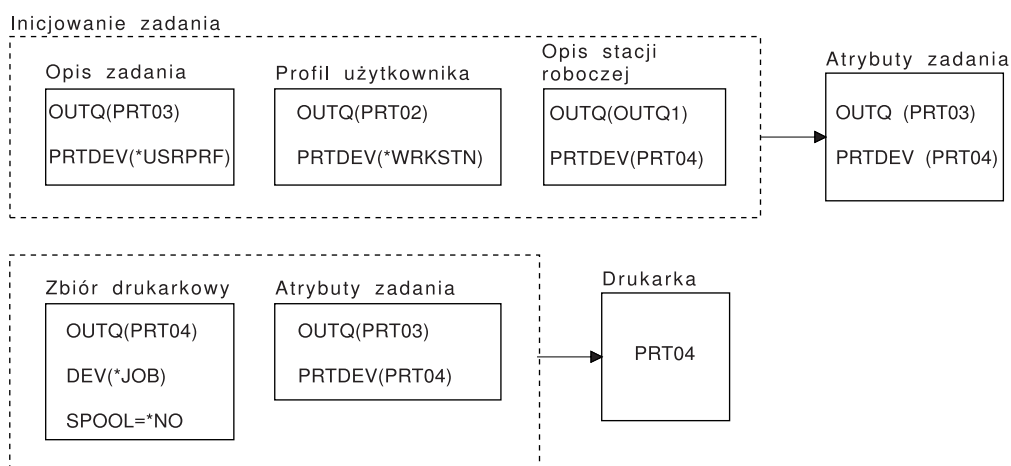 Inicjowanie zadania
Opis zadania
OUTQ(PRT03)
PRTDEV(*USRPRF)
Profil użytkownika
OUTQ(PRT02)
PRTDEV(*WRKSTN)
Opis stacji
roboczej
OUTQ(OUTQ1)
PRTDEV(PRT04)
Atrybuty zadania
OUTQ (PRT03)
PRTDEV (PRT04)
Zbiór drukarkowy
OUTQ(PRT04)
DEV(*JOB)
SPOOL=*NO
Atrybuty zadania
OUTQ(PRT03)
PRTDEV(PRT04)
Drukarka
PRT04